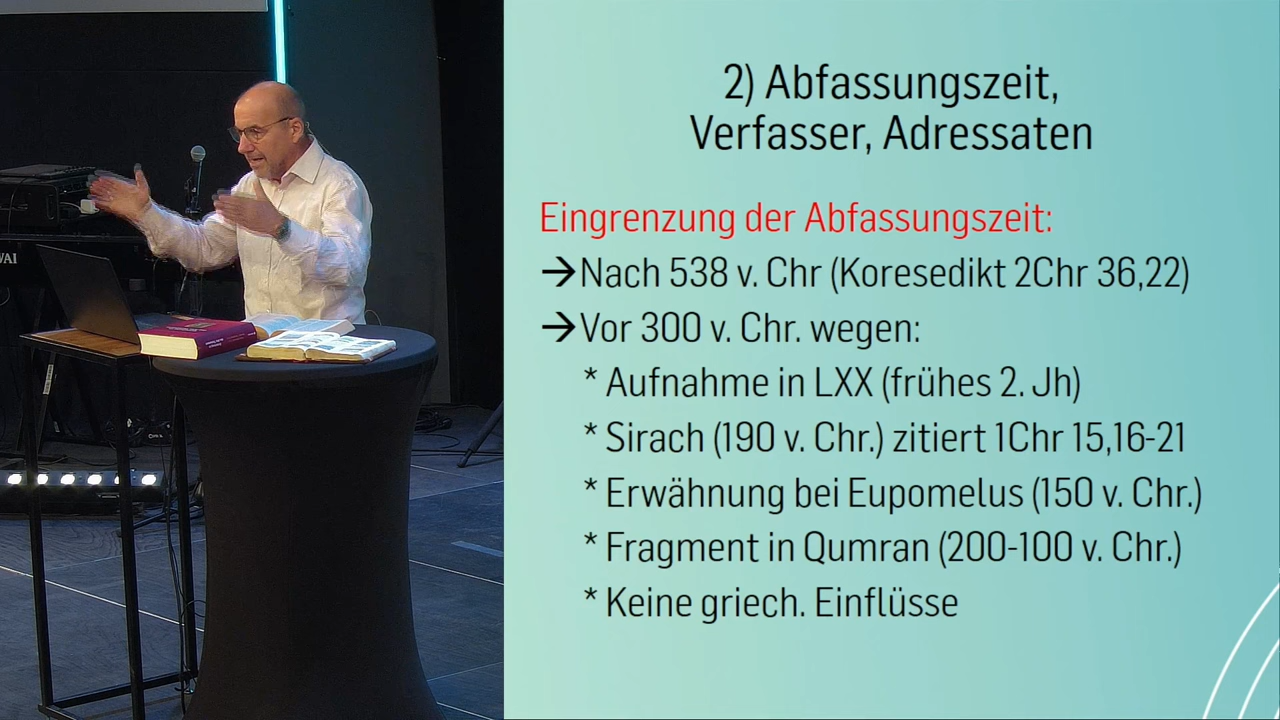 2) Abfassungszeit,
Verfasser, Adressaten
Eingrenzung der Abfassungszeit:
→Nach 538 v. Chr (Koresedikt 2Chr 36,22)
→Vor 300 v. Chr. wegen:
* Aufnahme in LXX (frühes 2. Jh)
* Sirach (190 v. Chr.) zitiert 1Chr 15,16-21
* Erwähnung bei Eupomelus (150 v. Chr.)
* Fragment in Qumran (200-100 v. Chr.)
* Keine griech. Einflüsse